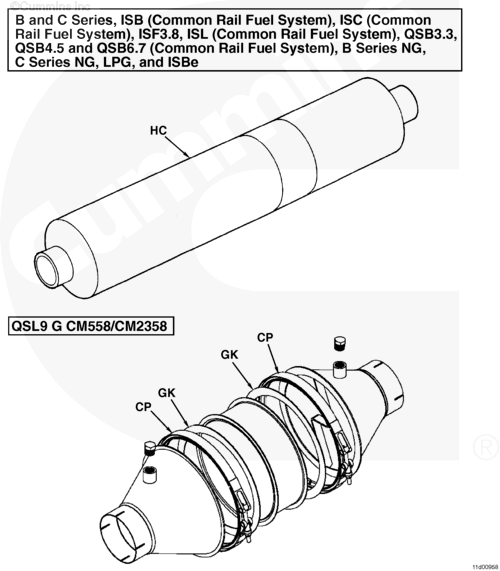 ©Cummins Inc.
B and C Series, ISB (Common Rail Fuel System), ISC (Common
Rail Fuel System), ISF3.8, ISL (Common Rail Fuel System), QSB3.3,
QSB4.5 and QSB6.7 (Common Rail Fuel System), B Series NG,
C Series NG, LPG, and ISBe
Cummins
HC
QSL9 G CM558/CM2358
CP
GK
GK
CP
®
11d00958